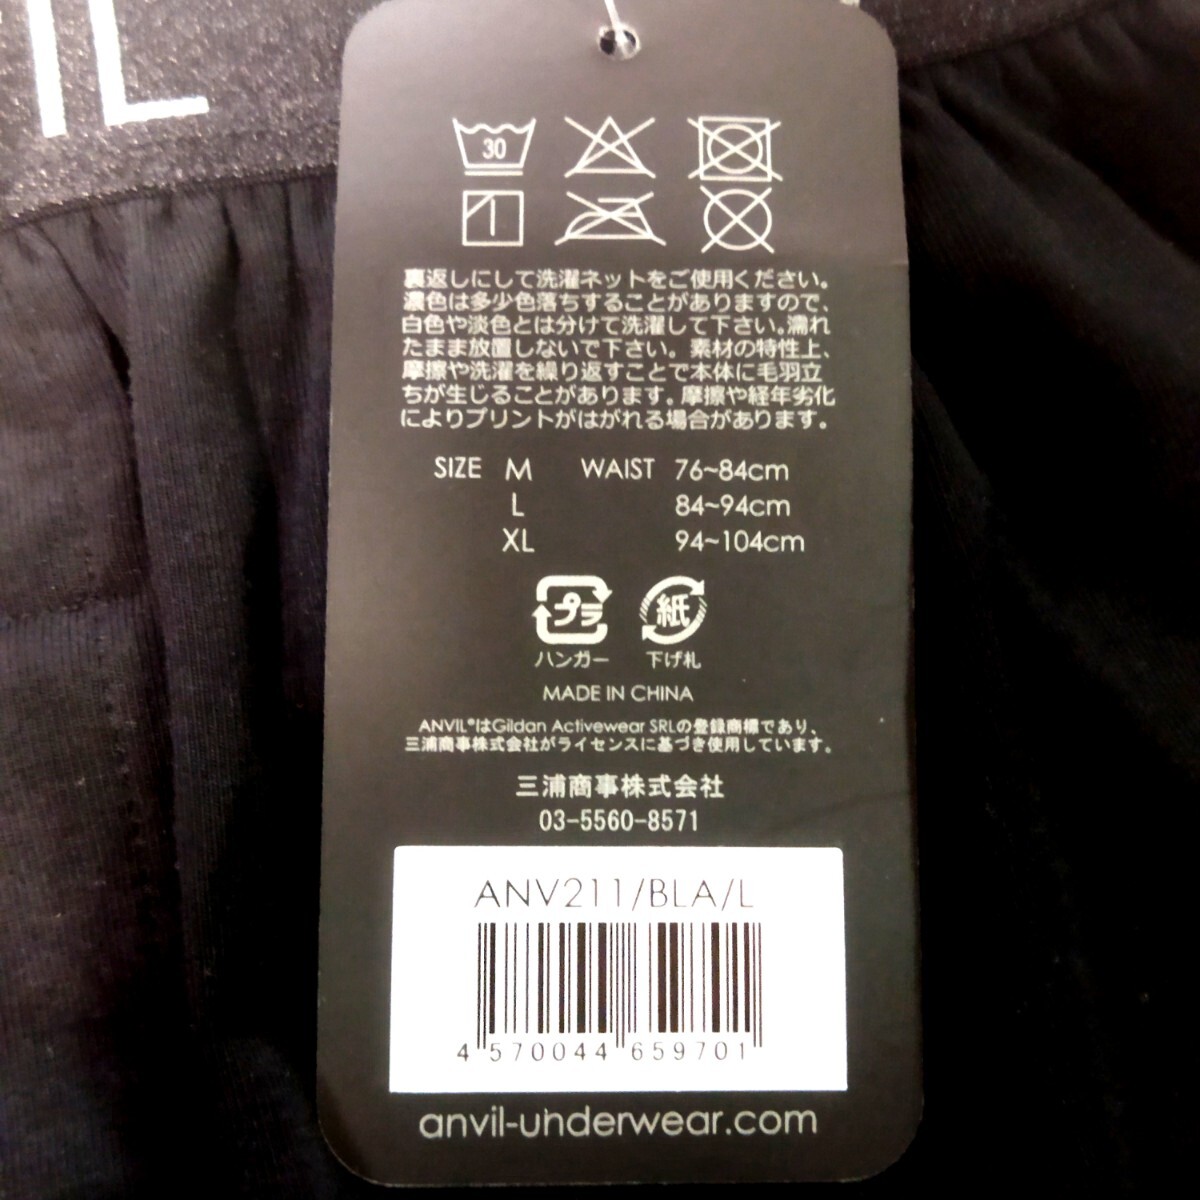 IL
30
裏返しにして洗濯ネットをご使用ください。
濃色は多少色落ちすることがありますので、
白色や淡色とは分けて洗濯して下さい。濡れ
たまま放置しないで下さい。素材の特性上、
摩擦や洗濯を繰り返すことで本体に毛羽立
ちが生じることがあります。摩擦や経年劣化
によりプリントがはがれる場合があります。
SIZE M WAIST 76~84cm
L 84~94cm
XL 94~104cm
プラ 紙
ハンガー 下げ札
MADE IN CHINA
ANVIL®はGildan Activewear SRLの登録商標であり、
三浦商事株式会社がライセンスに基づき使用しています。
三浦商事株式会社
03-5560-8571
ANV211/BLA/L
4 570044 659701
anvil-underwear.com